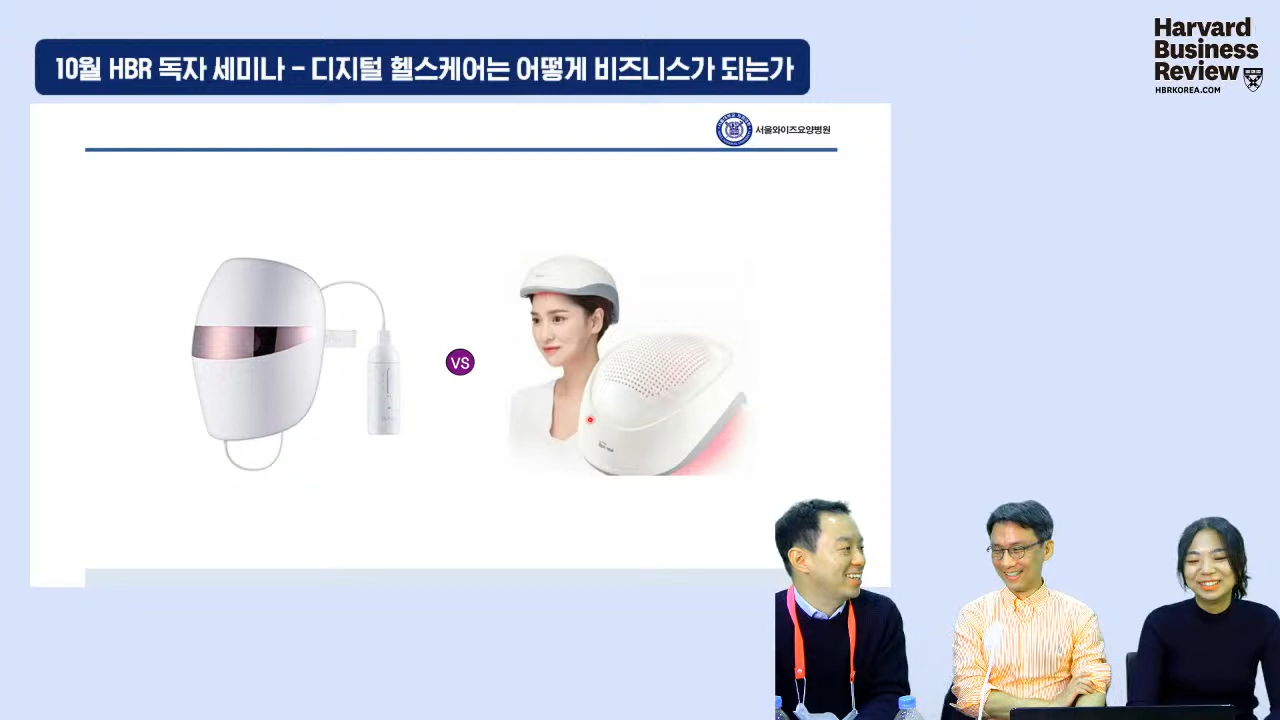 10월 HBR 독자 세미나 - 디지털 헬스케어는 어떻게 비즈니스가 되는가
Harvard
Business
Review
HBRKOREA.COM
서울와이즈요양병원
VS